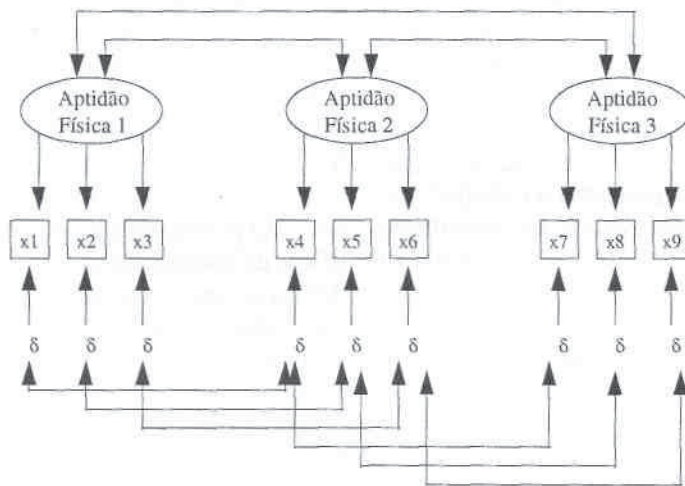 Aptidão
Física 1
Aptidão
Física 2
Aptidão
Física 3
x1 x2 x3 x4 x5 x6 x7 x8 x9
δ δ δ δ δ δ δ δ δ